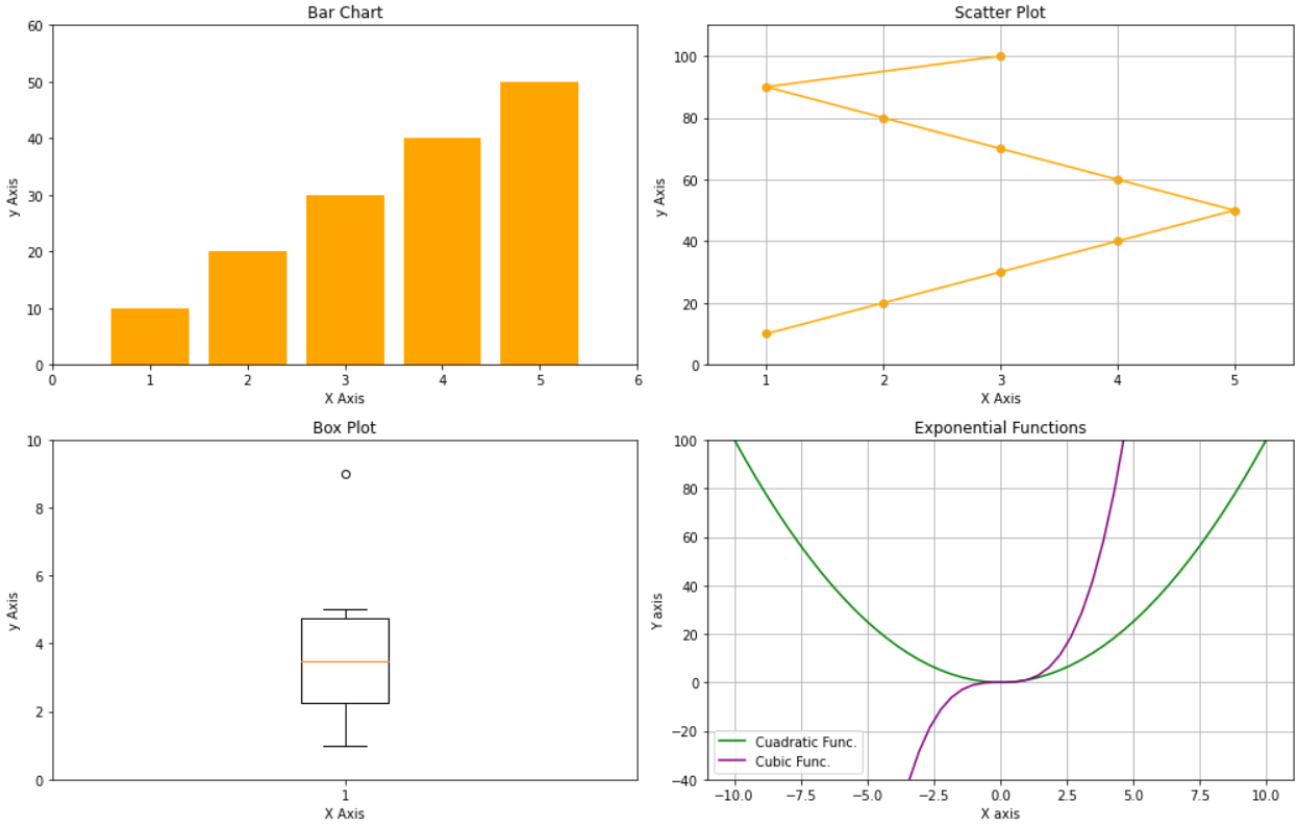 Bar Chart
60
50
40
30
20
10
0
y Axis
0 1 2 3 4 5 6
X Axis
Scatter Plot
100
80
60
40
20
0
y Axis
1 2 3 4 5
X Axis
Box Plot
10
8
6
4
2
0
y Axis
1
X Axis
Exponential Functions
100
80
60
40
20
0
−20
−40
Y axis
Cuadratic Func.
Cubic Func.
−10.0 −7.5 −5.0 −2.5 0.0 2.5 5.0 7.5 10.0
X axis